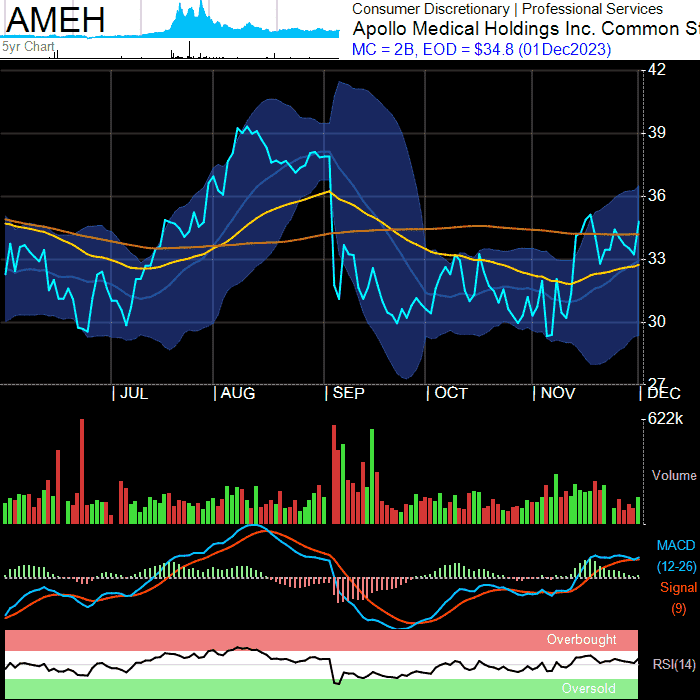 AMEH
5yr Chart
Consumer Discretionary | Professional Services
Apollo Medical Holdings Inc. Common St
MC = 2B, EOD = $34.8 (01Dec2023)
42
39
36
33
30
27
JUL
AUG
SEP
OCT
NOV
DEC
622k
Volume
MACD
(12-26)
Signal
(9)
Overbought
RSI(14)
Oversold